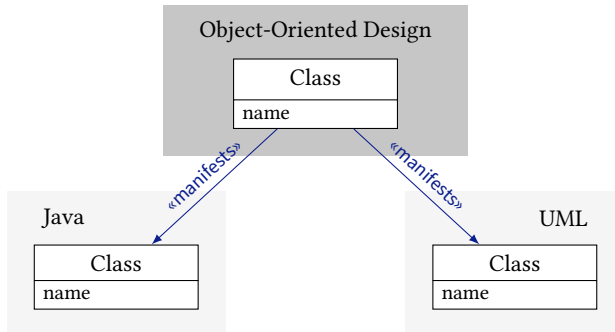 Object-Oriented Design
Class
name
«manifests»
«manifests»
Java
UML
Class
name
Class
name